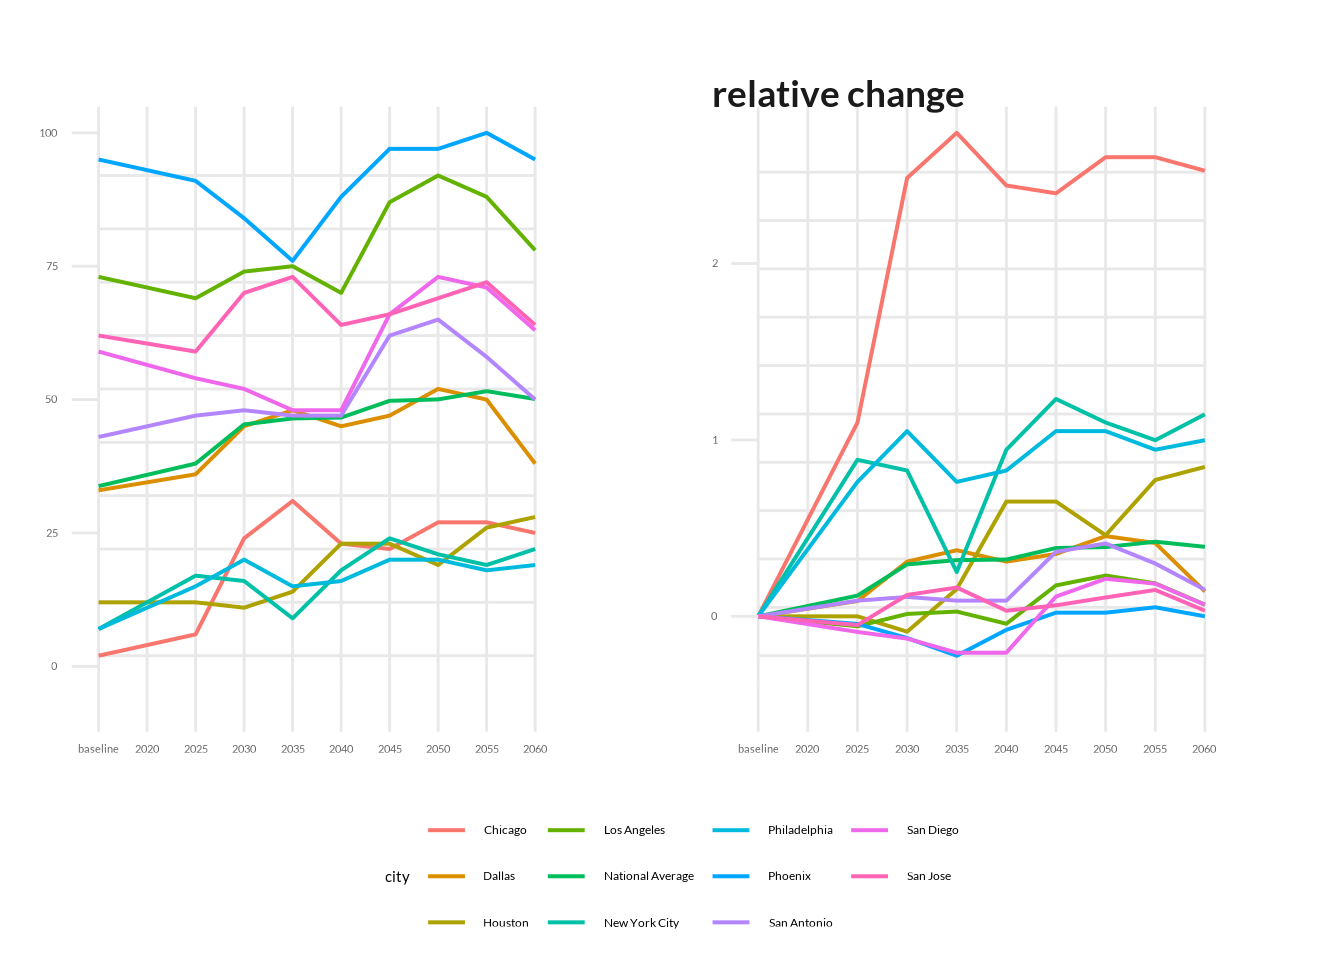 relative change
100
75
50
25
0
baseline 2020 2025 2030 2035 2040 2045 2050 2055 2060
2
1
0
baseline 2020 2025 2030 2035 2040 2045 2050 2055 2060
Chicago Los Angeles Philadelphia San Diego
city Dallas National Average Phoenix San Jose
Houston New York City San Antonio